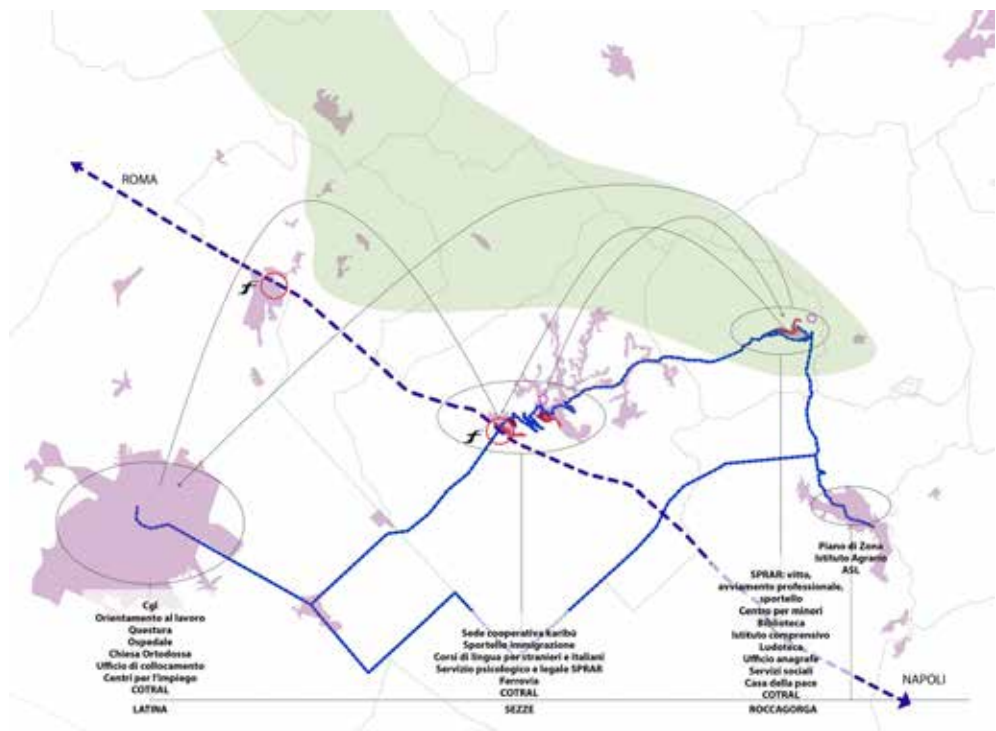 ROMA
f
f
Cgl
Orientamento al lavoro
Questura
Ospedale
Chiesa Ortodossa
Ufficio di collocamento
Centri per l'impiego
COTRAL
LATINA
Sede cooperativa karibù
Sportello immigrazione
Corsi di lingua per stranieri e italiani
Servizio psicologico e legale SPRAR
Ferrovia
COTRAL
SEZZE
SPRAR: vitto,
avviamento professionale,
sportello
Centro per minori
Biblioteca
Istituto comprensivo
Ludoteca,
Ufficio anagrafe
Servizi sociali
Casa della pace
COTRAL
ROCCAGORGA
Piano di Zona
Istituto Agrario
ASL
NAPOLI